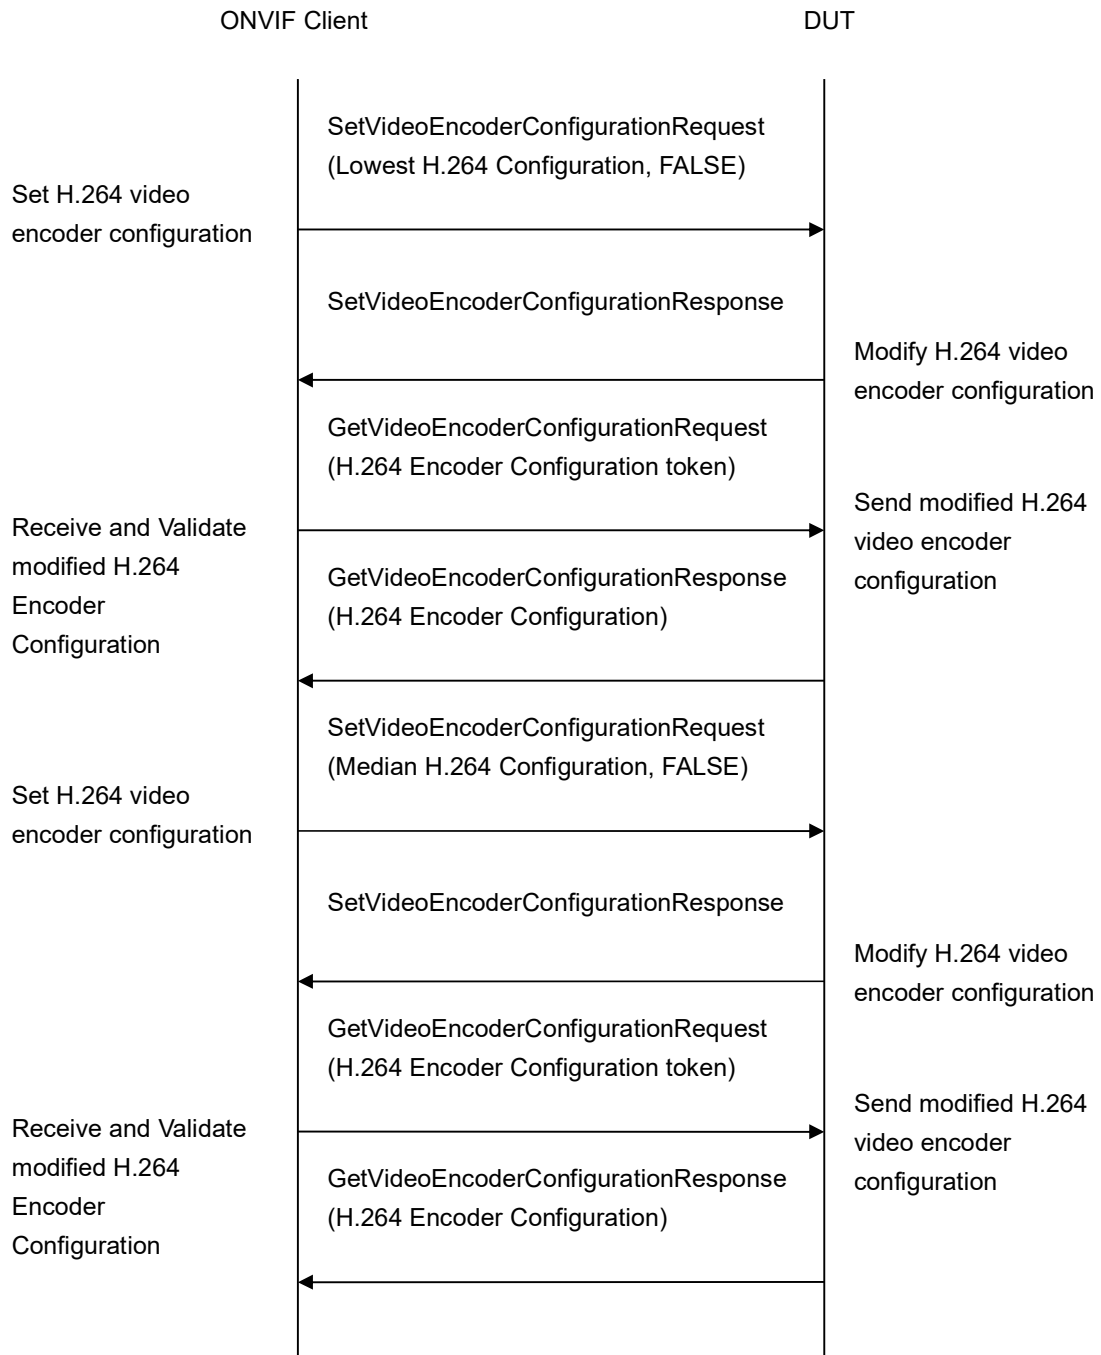 ONVIF Client
DUT
SetVideoEncoderConfigurationRequest
(Lowest H.264 Configuration, FALSE)
Set H.264 video
encoder configuration
SetVideoEncoderConfigurationResponse
Modify H.264 video
encoder configuration
GetVideoEncoderConfigurationRequest
(H.264 Encoder Configuration token)
Send modified H.264
video encoder
configuration
Receive and Validate
modified H.264
Encoder
Configuration
GetVideoEncoderConfigurationResponse
(H.264 Encoder Configuration)
SetVideoEncoderConfigurationRequest
(Median H.264 Configuration, FALSE)
Set H.264 video
encoder configuration
SetVideoEncoderConfigurationResponse
Modify H.264 video
encoder configuration
GetVideoEncoderConfigurationRequest
(H.264 Encoder Configuration token)
Send modified H.264
video encoder
configuration
Receive and Validate
modified H.264
Encoder
Configuration
GetVideoEncoderConfigurationResponse
(H.264 Encoder Configuration)